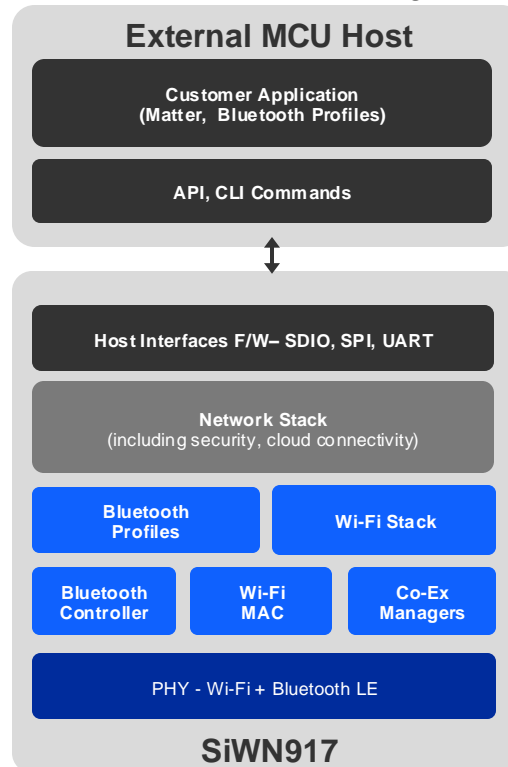 External MCU Host
Customer Application
(Matter, Bluetooth Profiles)
API, CLI Commands
Host Interfaces F/W– SDIO, SPI, UART
Network Stack
(including security, cloud connectivity)
Bluetooth
Profiles
Wi-Fi Stack
Bluetooth
Controller
Wi-Fi
MAC
Co-Ex
Managers
PHY - Wi-Fi + Bluetooth LE
SiWN917